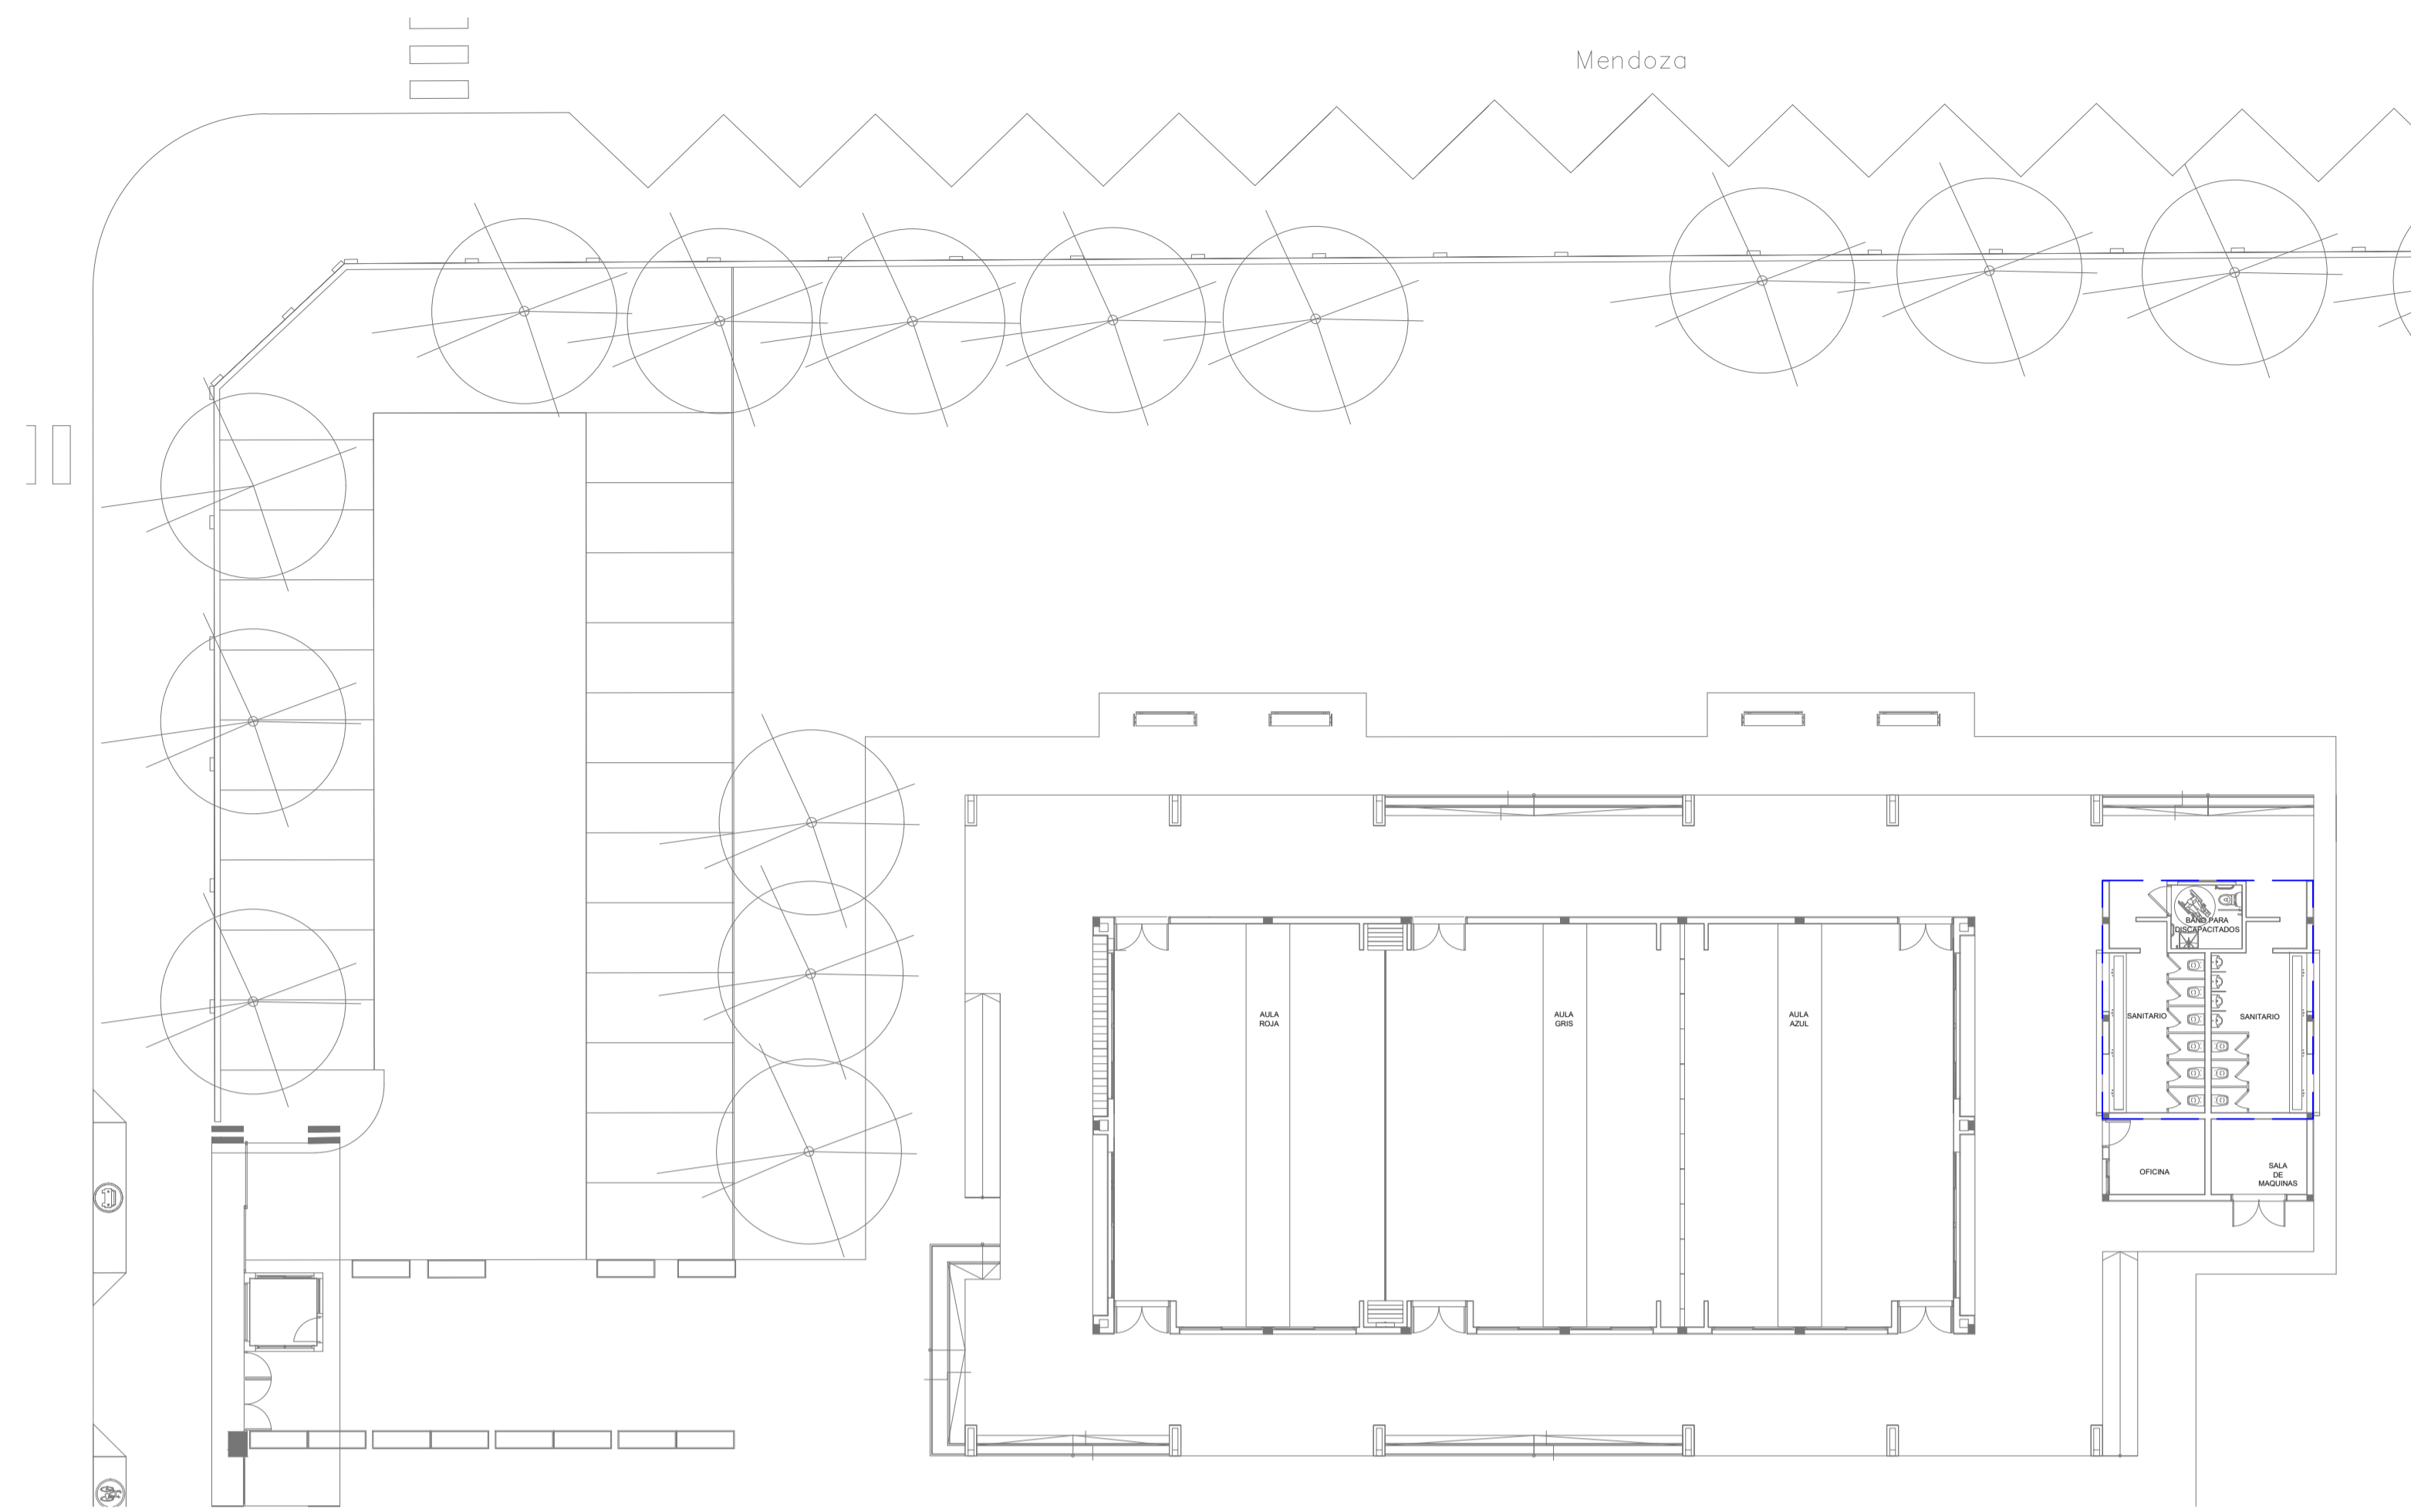 Mendoza
BAÑO PARA
DISCAPACITADOS
AULA
ROJA
AULA
GRIS
AULA
AZUL
SANITARIO
SANITARIO
OFICINA
SALA
DE
MAQUINAS